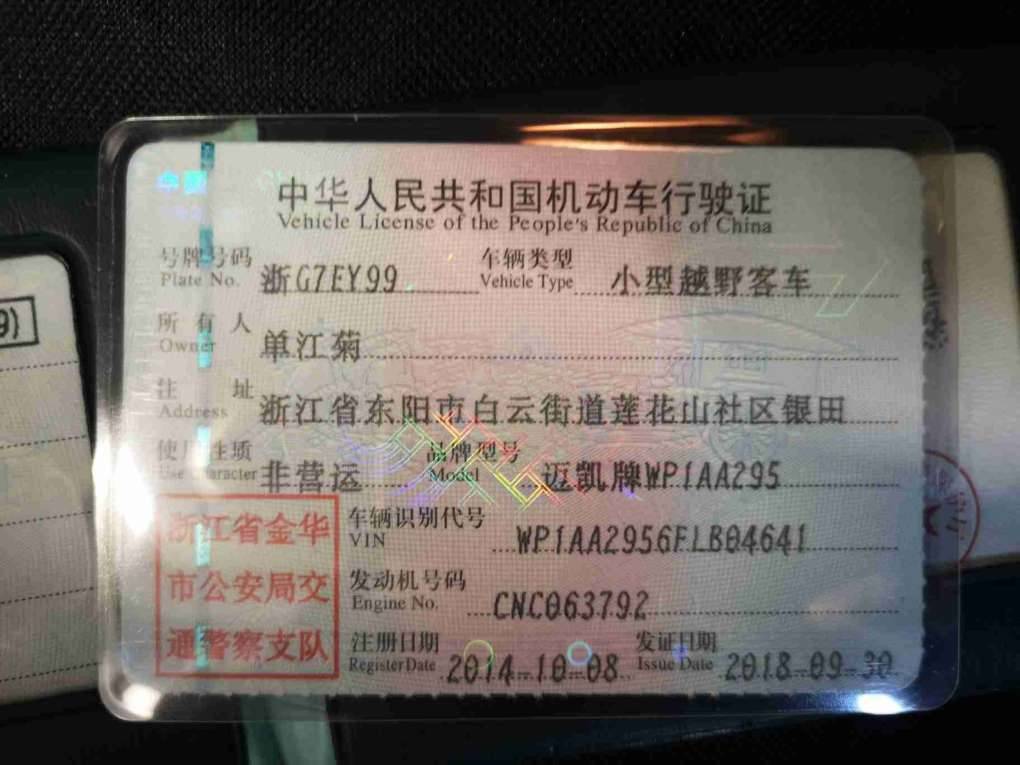 中华人民共和国机动车行驶证
Vehicle License of the People's Republic of China
号牌号码 浙G7EY99 车辆类型 小型越野客车
Plate No. Vehicle Type
所有人 单江菊
Owner
注 址 浙江省东阳市白云街道莲花山社区银田
Address
使用性质 非营运 品牌型号 迈凯牌WP1AA295
Use Character Model
浙江省金华
市公安局交
通警察支队
车辆识别代号 WP1AA2956FLB04641
VIN
发动机号码 CNC063792
Engine No.
注册日期 2014-10-08 发证日期 2018-09-30
Register Date Issue Date
9)